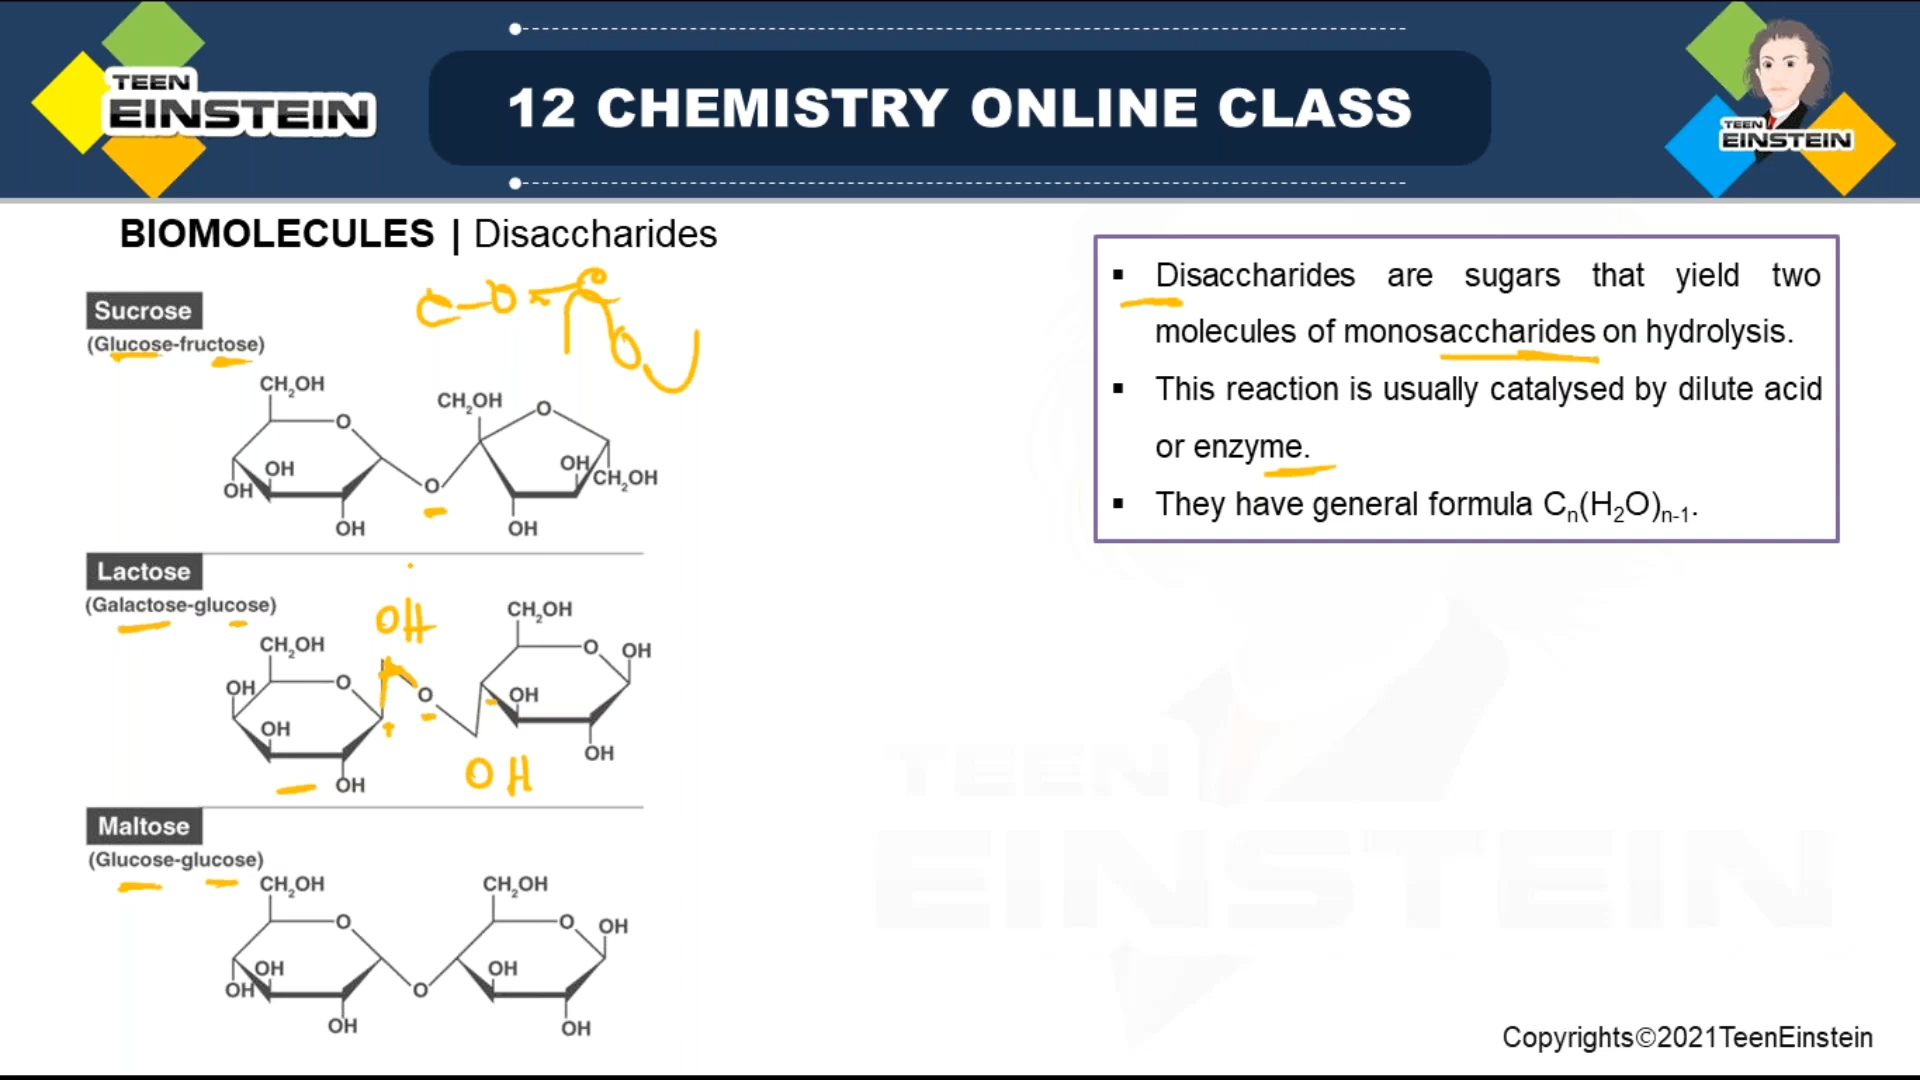 TEEN
EINSTEIN
12 CHEMISTRY ONLINE CLASS
TEEN
EINSTEIN
BIOMOLECULES | Disaccharides
Sucrose
(Glucose-fructose)
C-O
O
CH₂OH
O
CH₂OH
O
OH
OH
O
OH
OH
CH₂OH
OH
Lactose
(Galactose-glucose)
OH
CH₂OH
O
OH
OH
OH
O
CH₂OH
O
OH
OH
OH
OH
Maltose
(Glucose-glucose)
CH₂OH
O
OH
OH
OH
O
CH₂OH
O
OH
OH
OH
▪ Disaccharides are sugars that yield two
molecules of monosaccharides on hydrolysis.
▪ This reaction is usually catalysed by dilute acid
or enzyme.
▪ They have general formula Cₙ(H₂O)ₙ₋₁.
TEEN
EINSTEIN
Copyrights©2021TeenEinstein